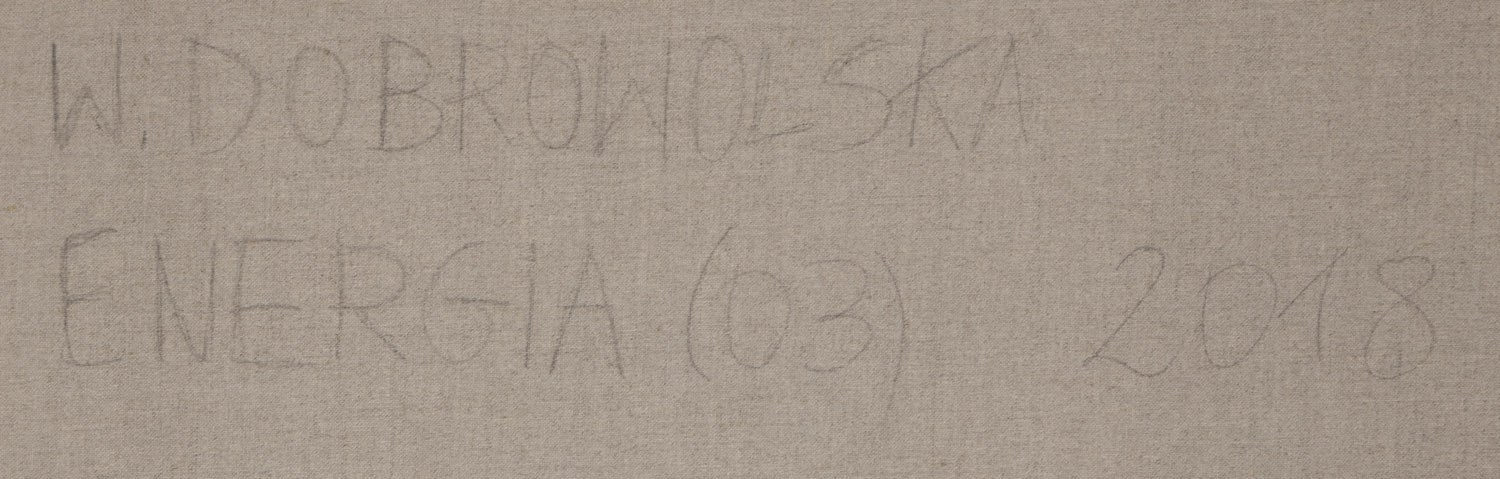 W. DOBROWOLSKA
ENERGIA (03) 2018